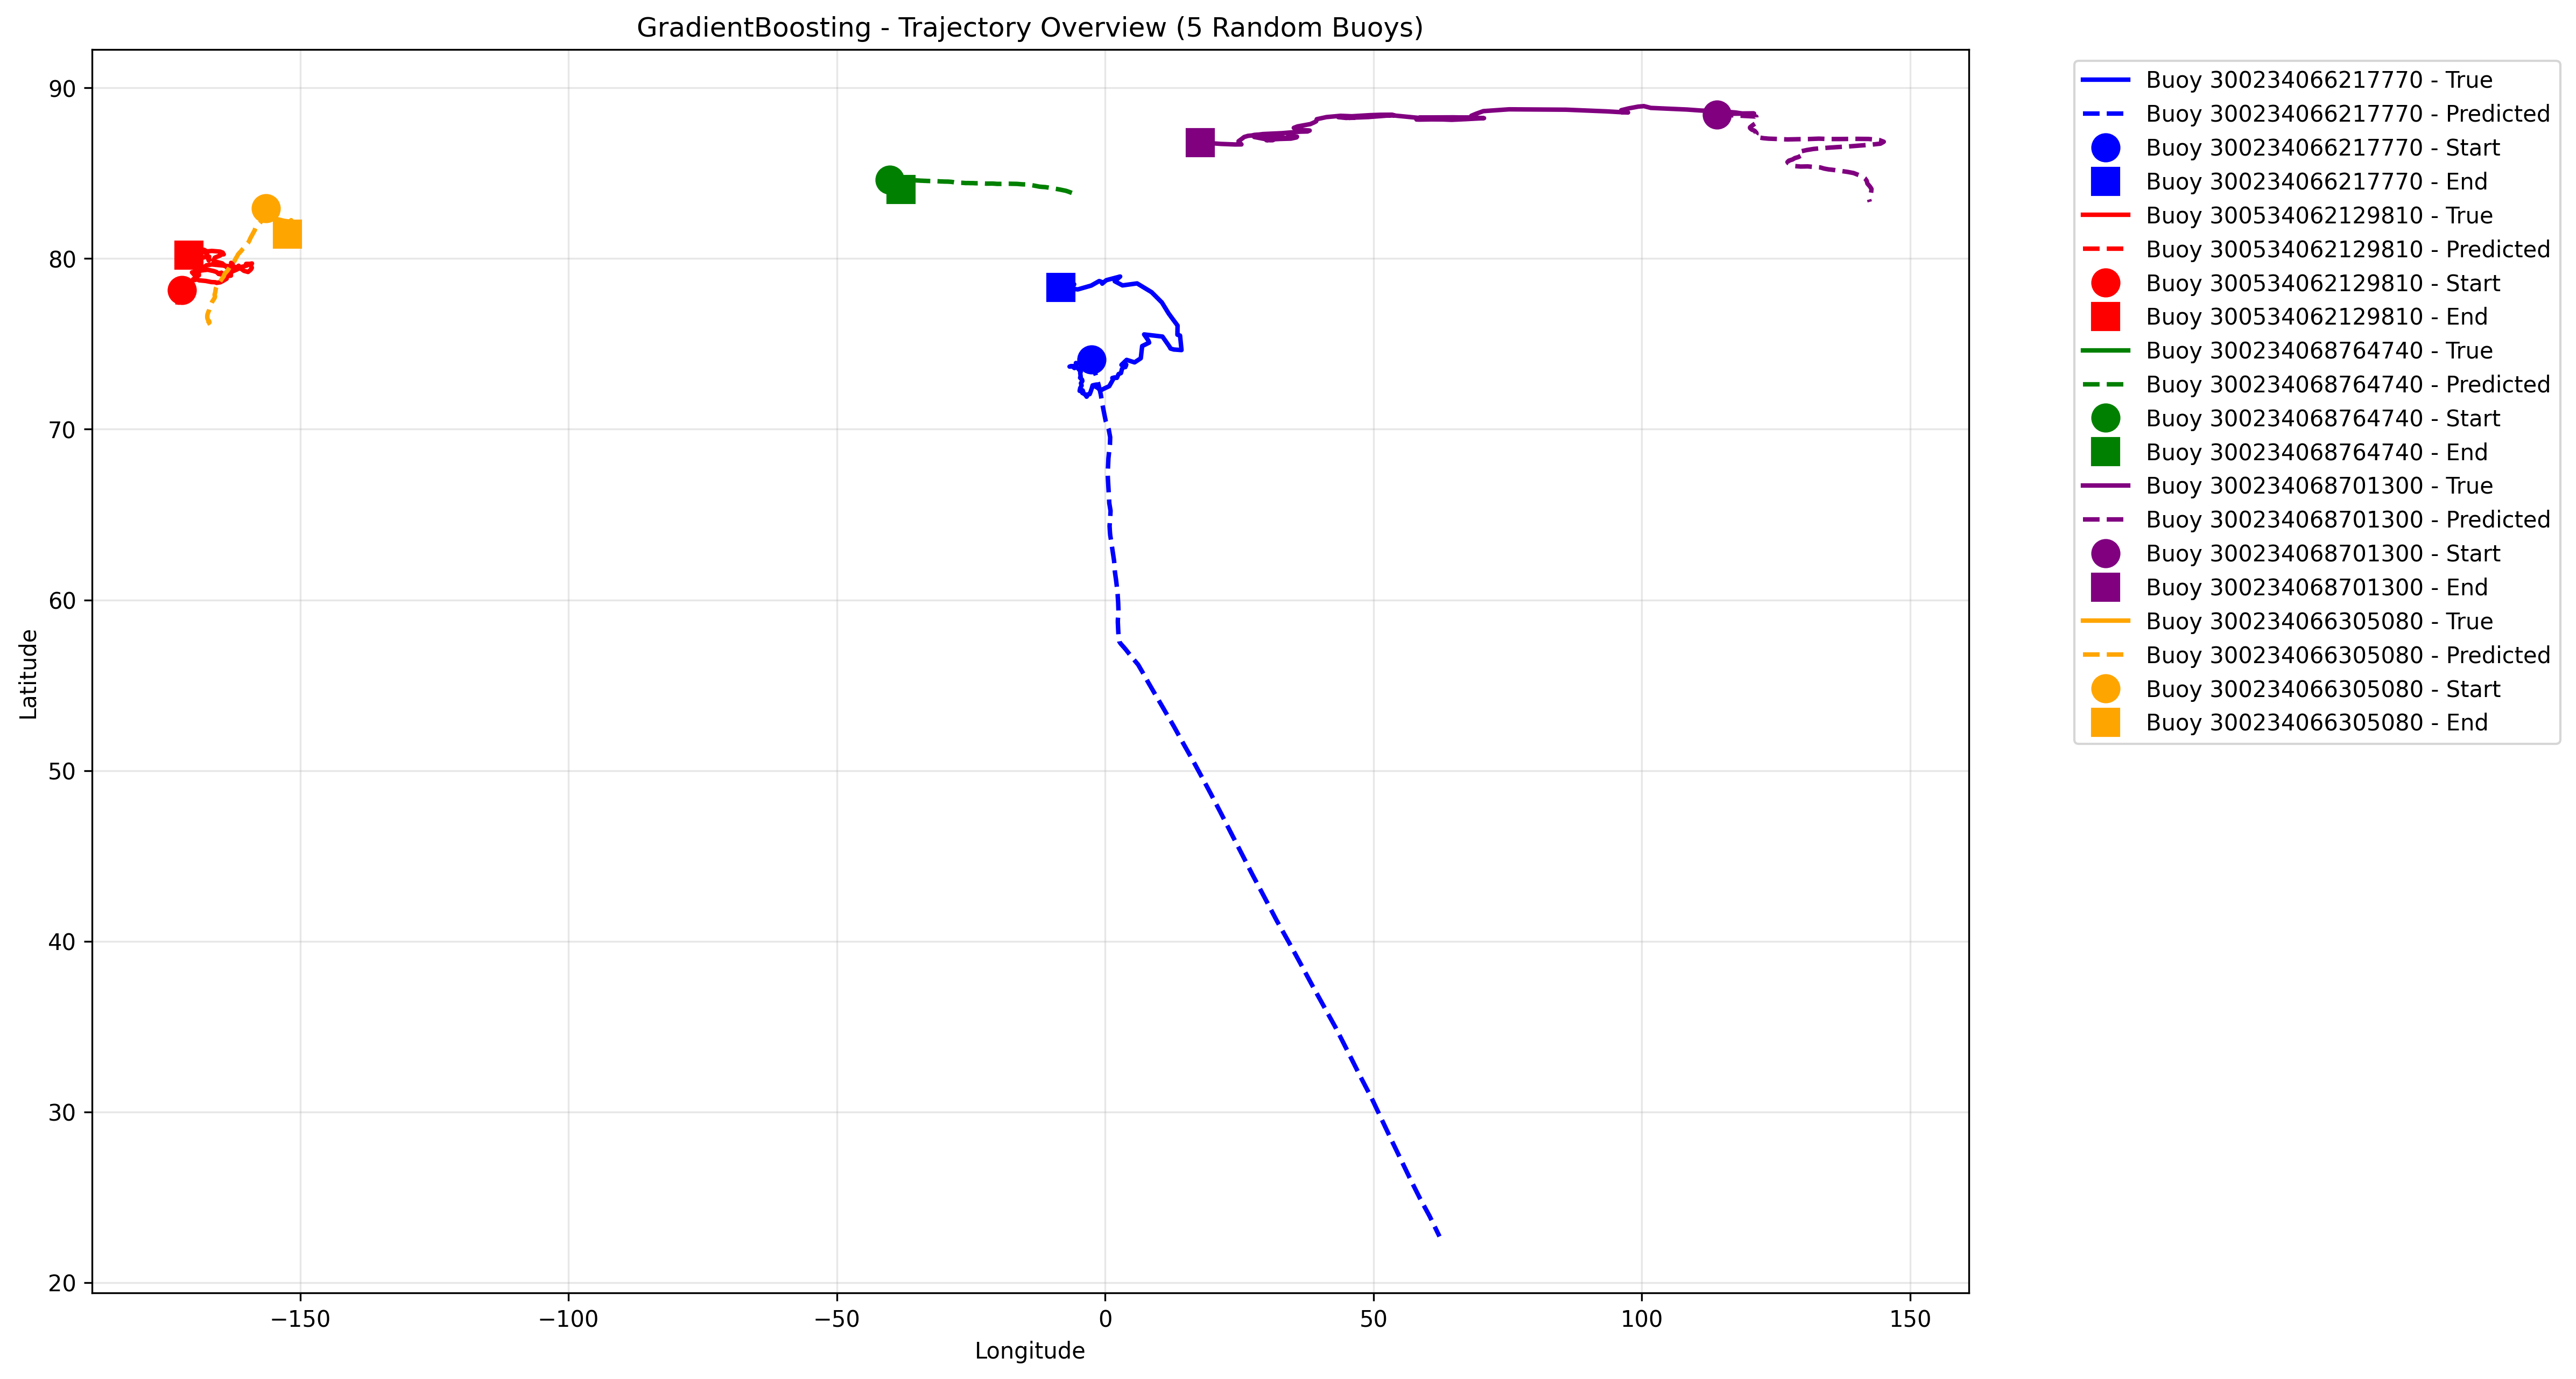 GradientBoosting - Trajectory Overview (5 Random Buoys)
90
80
70
60
50
40
30
20
Latitude
−150
−100
−50
0
50
100
150
Longitude
Buoy 300234066217770 - True
Buoy 300234066217770 - Predicted
Buoy 300234066217770 - Start
Buoy 300234066217770 - End
Buoy 300534062129810 - True
Buoy 300534062129810 - Predicted
Buoy 300534062129810 - Start
Buoy 300534062129810 - End
Buoy 300234068764740 - True
Buoy 300234068764740 - Predicted
Buoy 300234068764740 - Start
Buoy 300234068764740 - End
Buoy 300234068701300 - True
Buoy 300234068701300 - Predicted
Buoy 300234068701300 - Start
Buoy 300234068701300 - End
Buoy 300234066305080 - True
Buoy 300234066305080 - Predicted
Buoy 300234066305080 - Start
Buoy 300234066305080 - End